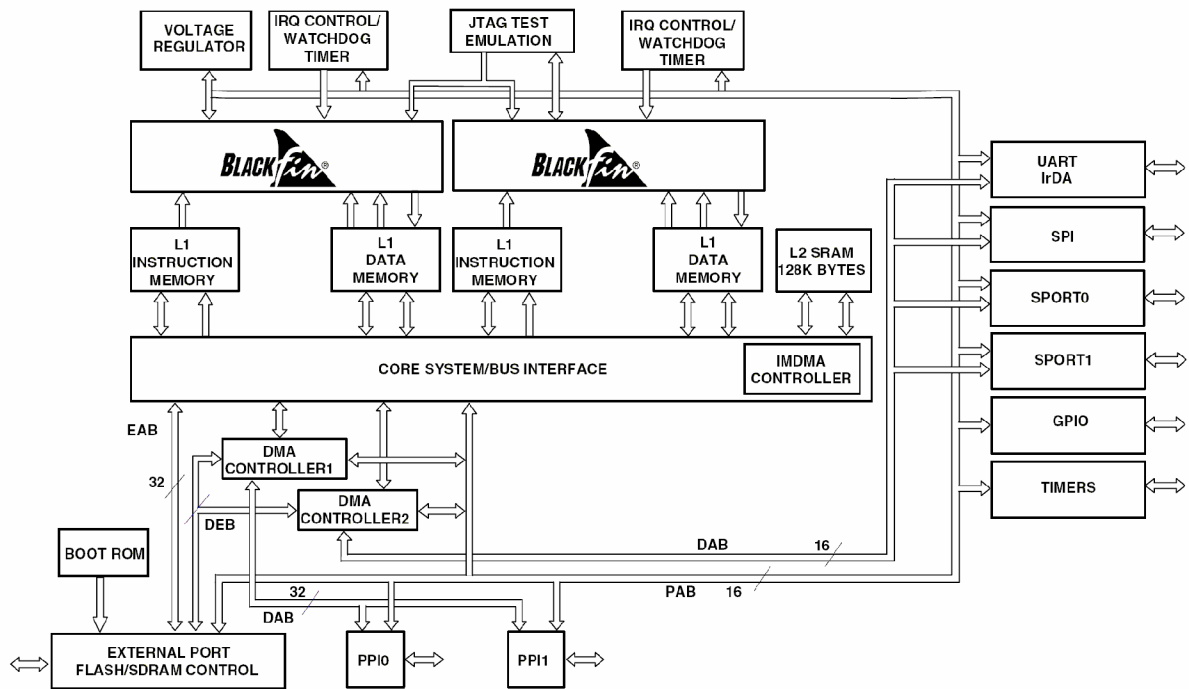 VOLTAGE
REGULATOR
IRQ CONTROL/
WATCHDOG
TIMER
JTAG TEST
EMULATION
IRQ CONTROL/
WATCHDOG
TIMER
BLACKfin®
BLACKfin®
UART
IrDA
L1
INSTRUCTION
MEMORY
L1
DATA
MEMORY
L1
INSTRUCTION
MEMORY
L1
DATA
MEMORY
L2 SRAM
128K BYTES
SPI
SPORT0
CORE SYSTEM/BUS INTERFACE
IMDMA
CONTROLLER
SPORT1
EAB
GPIO
DMA
CONTROLLER1
32
TIMERS
DMA
CONTROLLER2
DEB
BOOT ROM
DAB
16
32
PAB
16
DAB
EXTERNAL PORT
FLASH/SDRAM CONTROL
PPI0
PPI1